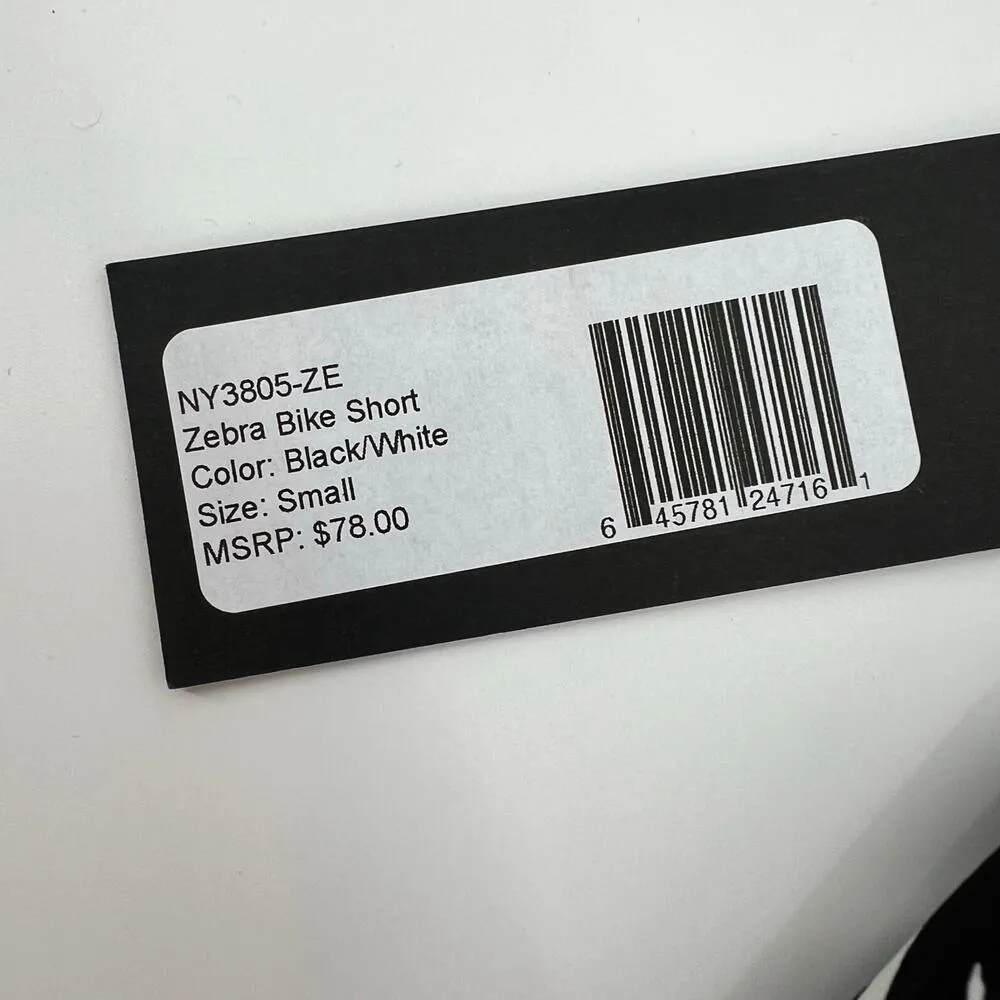 NY3805-ZE
Zebra Bike Short
Color: Black/White
Size: Small
MSRP: $78.00
6 45781 24716 1